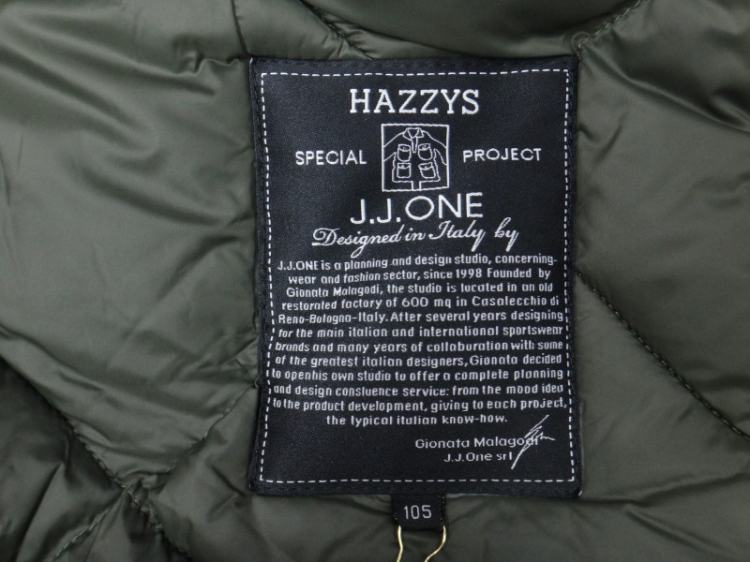 HAZZYS
SPECIAL PROJECT
J.J.ONE
Designed in Italy by
J.J.ONE is a planning and design studio, concerning-
wear and fashion sector, since 1998 Founded by
Gionata Malagodi, the studio is located in an old
restorated factory of 600 mq in Casalecchio di
Reno-Bologna-Italy. After several years designing
for the main italian and international sportswear
brands and many years of collaboration with some
of the greatest italian designers, Gionata decided
to openhis own studio to offer a complete planning
and design consluence service: from the mood idea
to the product development, giving to each project,
the typical italian know-how.
Gionata Malagodi
J.J.One srl
105